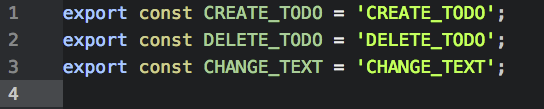 1 export const CREATE_TODO = 'CREATE_TODO';
2 export const DELETE_TODO = 'DELETE_TODO';
3 export const CHANGE_TEXT = 'CHANGE_TEXT';
4